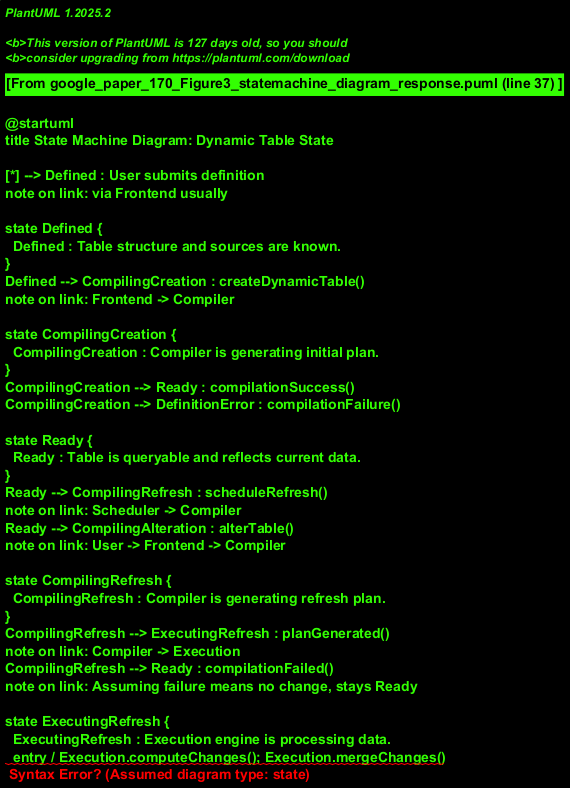 PlantUML 1.2025.2
<b>This version of PlantUML is 127 days old, so you should
<b>consider upgrading from https://plantuml.com/download
[From google_paper_170_Figure3_statemachine_diagram_response.puml (line 37) ]
@startuml
title State Machine Diagram: Dynamic Table State
[*] --> Defined : User submits definition
note on link: via Frontend usually
state Defined {
  Defined : Table structure and sources are known.
}
Defined --> CompilingCreation : createDynamicTable()
note on link: Frontend -> Compiler
state CompilingCreation {
  CompilingCreation : Compiler is generating initial plan.
}
CompilingCreation --> Ready : compilationSuccess()
CompilingCreation --> DefinitionError : compilationFailure()
state Ready {
  Ready : Table is queryable and reflects current data.
}
Ready --> CompilingRefresh : scheduleRefresh()
note on link: Scheduler -> Compiler
Ready --> CompilingAlteration : alterTable()
note on link: User -> Frontend -> Compiler
state CompilingRefresh {
  CompilingRefresh : Compiler is generating refresh plan.
}
CompilingRefresh --> ExecutingRefresh : planGenerated()
note on link: Compiler -> Execution
CompilingRefresh --> Ready : compilationFailed()
note on link: Assuming failure means no change, stays Ready
state ExecutingRefresh {
  ExecutingRefresh : Execution engine is processing data.
  entry / Execution.computeChanges(); Execution.mergeChanges()
Syntax Error? (Assumed diagram type: state)